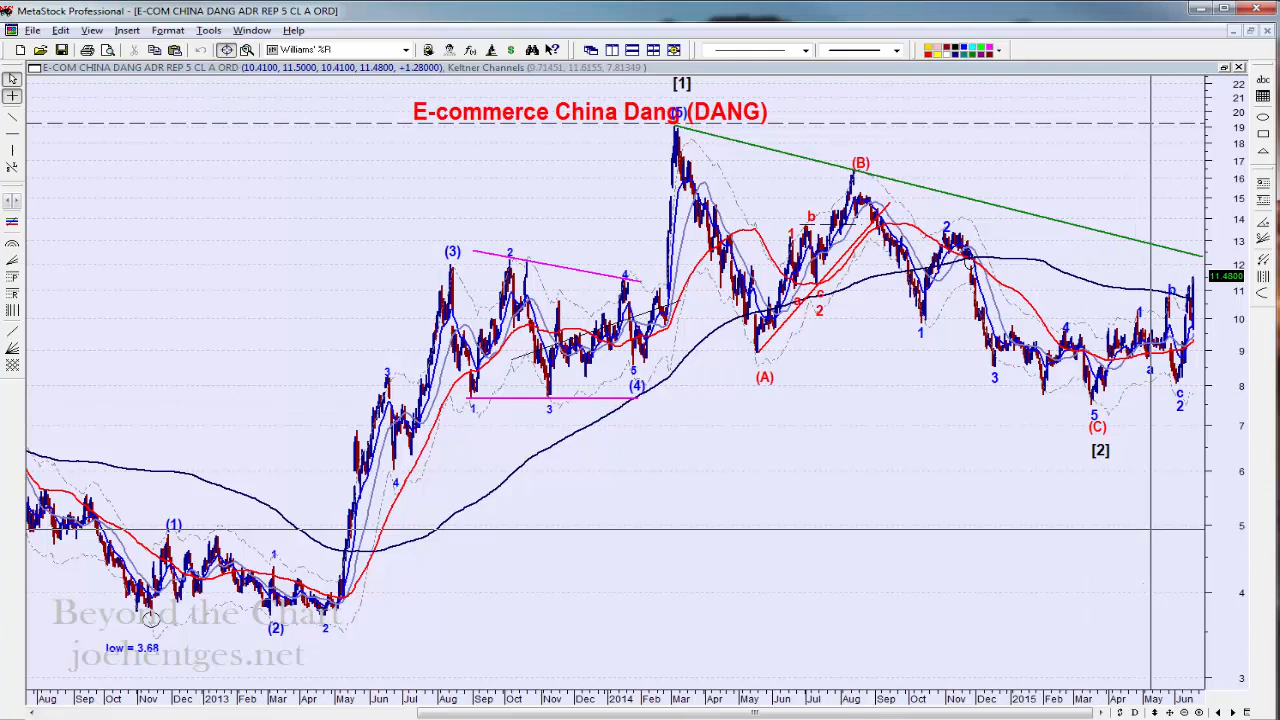 MetaStock Professional - [E-COM CHINA DANG ADR REP 5 CL A ORD]
File Edit View Insert Format Tools Window Help
Williams' %R
E-COM CHINA DANG ADR REP 5 CL A ORD (10.4100, 11.5000, 10.4100, 11.4800, +1.28000), Keltner Channels (9.71451, 11.6155, 7.81349)
abc
[1]
E-commerce China Dang (DANG)
(5)
(B)
b
1
2
(3)
2
4
a c
2
b
1
3
1
4
1
a
5
(4)
(A)
3
c
2
1
3
5
(C)
[2]
4
(1)
1
(2)
2
Beyond the Chart
low = 3.68
joehentges.net
22
21
20
19
18
17
16
15
14
13
12
11.4800
11
10
9
8
7
6
5
4
3
Aug Sep Oct Nov Dec 2013 Feb Mar Apr May Jun Jul Aug Sep Oct Nov Dec 2014 Feb Mar Apr May Jun Jul Aug Sep Oct Nov Dec 2015 Feb Mar Apr May Jun
D